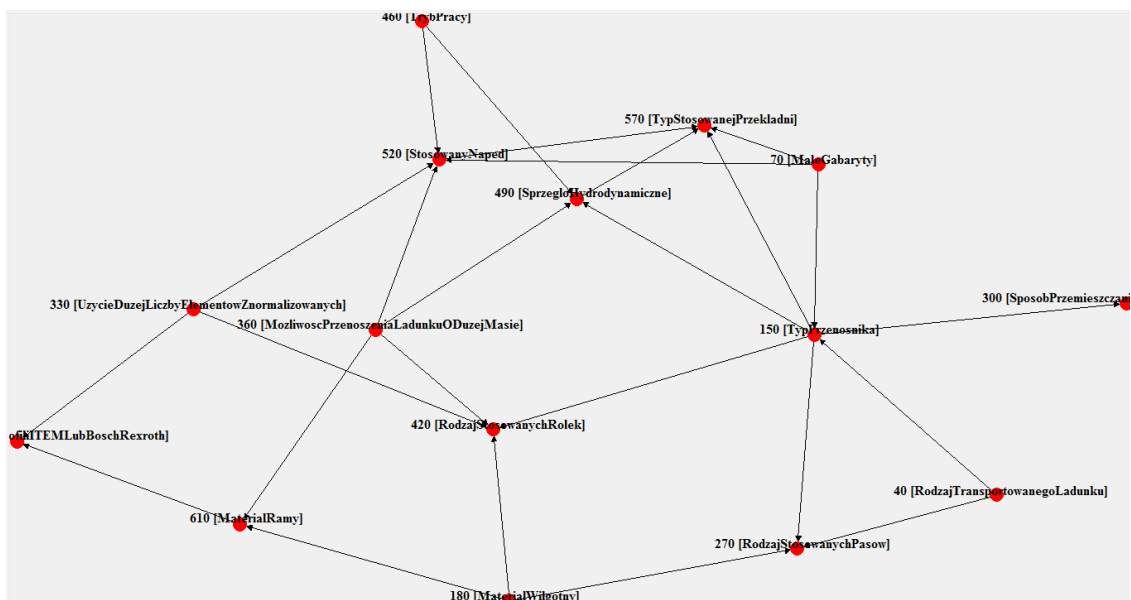 460 [TrybPracy]
570 [TypStosowanejPrzekladni]
520 [StosowanyNaped]
70 [MaleGabaryty]
490 [SprzegloHydrodynamiczne]
330 [UzycieDuzejLiczbyElementowZnormalizowanych]
300 [SposobPrzemieszczani
360 [MozliwoscPrzenoszeniaLadunkuODuzejMasie]
150 [TypPrzenosnika]
420 [RodzajStosowanychRolek]
ITEMLubBoschRexroth]
40 [RodzajTransportowanegoLadunku]
610 [MaterialRamy]
270 [RodzajStosowanychPasow]
180 [MaterialWilgotny]